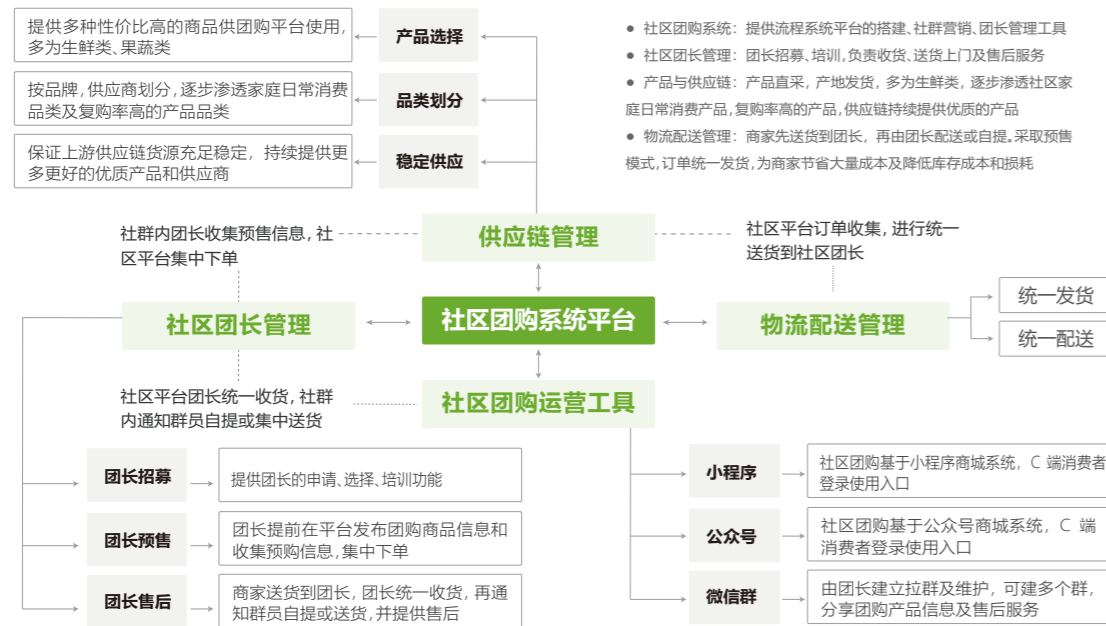 提供多种性价比高的商品供团购平台使用，
多为生鲜类、果蔬类
产品选择
按品牌，供应商划分，逐步渗透家庭日常消费
品类及复购率高的产品品类
品类划分
保证上游供应链货源充足稳定，持续提供更
多更好的优质产品和供应商
稳定供应
● 社区团购系统：提供流程系统平台的搭建、社群营销、团长管理工具
● 社区团长管理：团长招募、培训，负责收货、送货上门及售后服务
● 产品与供应链：产品直采，产地发货，多为生鲜类，逐步渗透社区家
庭日常消费产品，复购率高的产品，供应链持续提供优质的产品
● 物流配送管理：商家先送货到团长，再由团长配送或自提。采取预售
模式，订单统一发货，为商家节省大量成本及降低库存成本和损耗
社群内团长收集预售信息，社
区平台集中下单
供应链管理
社区平台订单收集，进行统一
送货到社区团长
社区团长管理
社区团购系统平台
物流配送管理
统一发货
统一配送
社区平台团长统一收货，社群
内通知群员自提或集中送货
社区团购运营工具
团长招募
提供团长的申请、选择、培训功能
团长预售
团长提前在平台发布团购商品信息和
收集预购信息，集中下单
团长售后
商家送货到团长，团长统一收货，再通
知群员自提或送货，并提供售后
小程序
社区团购基于小程序商城系统，C 端消费者
登录使用入口
公众号
社区团购基于公众号商城系统，C 端
消费者登录使用入口
微信群
由团长建立拉群及维护，可建多个群，
分享团购产品信息及售后服务